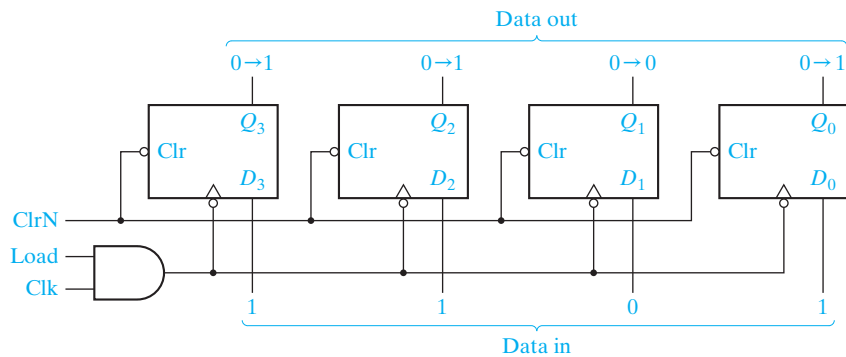 Data out
0→1 0→1 0→0 0→1
Q3 Q2 Q1 Q0
Clr Clr Clr Clr
D3 D2 D1 D0
ClrN
Load
Clk
1 1 0 1
Data in